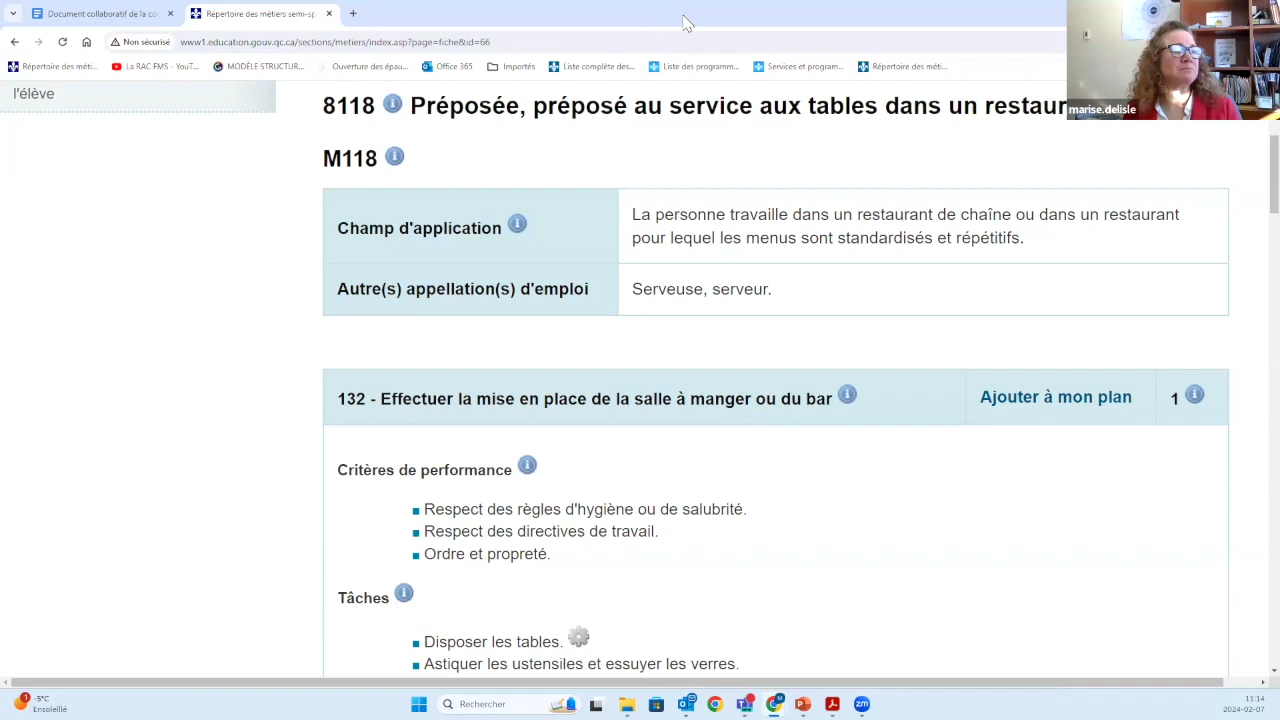 Document collaboratif de la co
Répertoire des métiers semi-sp
Non sécurisé
www1.education.gouv.qc.ca/sections/metiers/index.asp?page=fiche&id=66
Répertoire des méti...
La RAC EMS - YouT...
MODÈLE STRUCTUR...
Ouverture des épau...
Office 365
Liste complète des...
Liste des programm...
Services et program...
Répertoire des méti...
marise.delisle
l'élève
8118 Préposée, préposé au service aux tables dans un restaur
M118
Champ d'application
La personne travaille dans un restaurant de chaîne ou dans un restaurant
pour lequel les menus sont standardisés et répétitifs.
Autre(s) appellation(s) d'emploi
Serveuse, serveur.
132 - Effectuer la mise en place de la salle à manger ou du bar
Ajouter à mon plan
1
Critères de performance
Respect des règles d'hygiène ou de salubrité.
Respect des directives de travail.
Ordre et propreté.
Tâches
Disposer les tables.
Astiquer les ustensiles et essuyer les verres.
1
-5°C
Ensoleillé
Rechercher
zm
11:14
2024-02-07